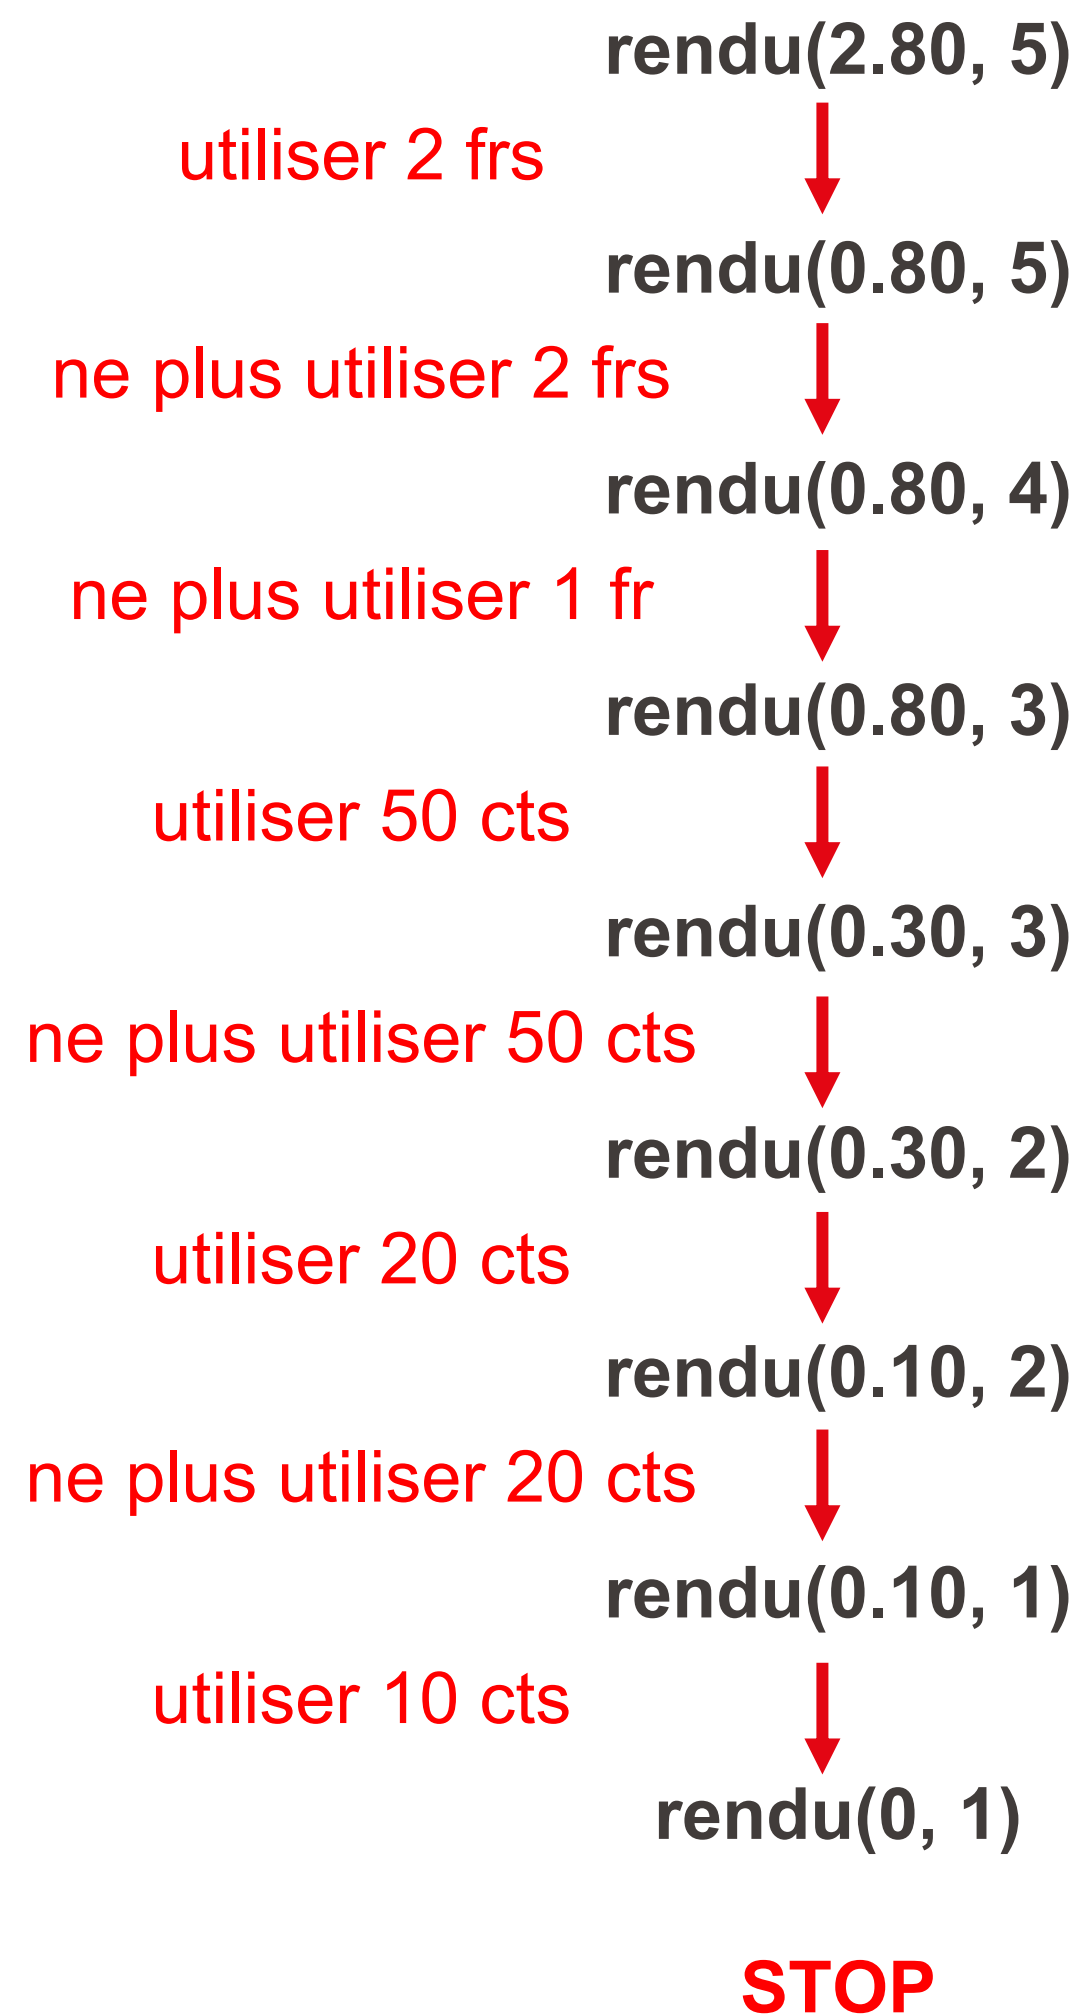 rendu(2.80, 5)
utiliser 2 frs
rendu(0.80, 5)
ne plus utiliser 2 frs
rendu(0.80, 4)
ne plus utiliser 1 fr
rendu(0.80, 3)
utiliser 50 cts
rendu(0.30, 3)
ne plus utiliser 50 cts
rendu(0.30, 2)
utiliser 20 cts
rendu(0.10, 2)
ne plus utiliser 20 cts
rendu(0.10, 1)
utiliser 10 cts
rendu(0, 1)
STOP